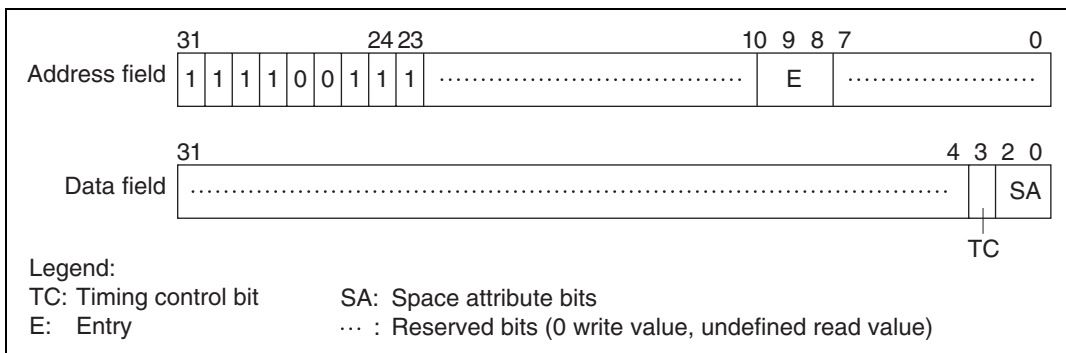 31 24 23 10 9 8 7 0
Address field 1 1 1 1 0 0 1 1 1 ........................................ E ........................
31 4 3 2 0
Data field ................................................................................ SA
TC
Legend:
TC: Timing control bit SA: Space attribute bits
E: Entry ... : Reserved bits (0 write value, undefined read value)